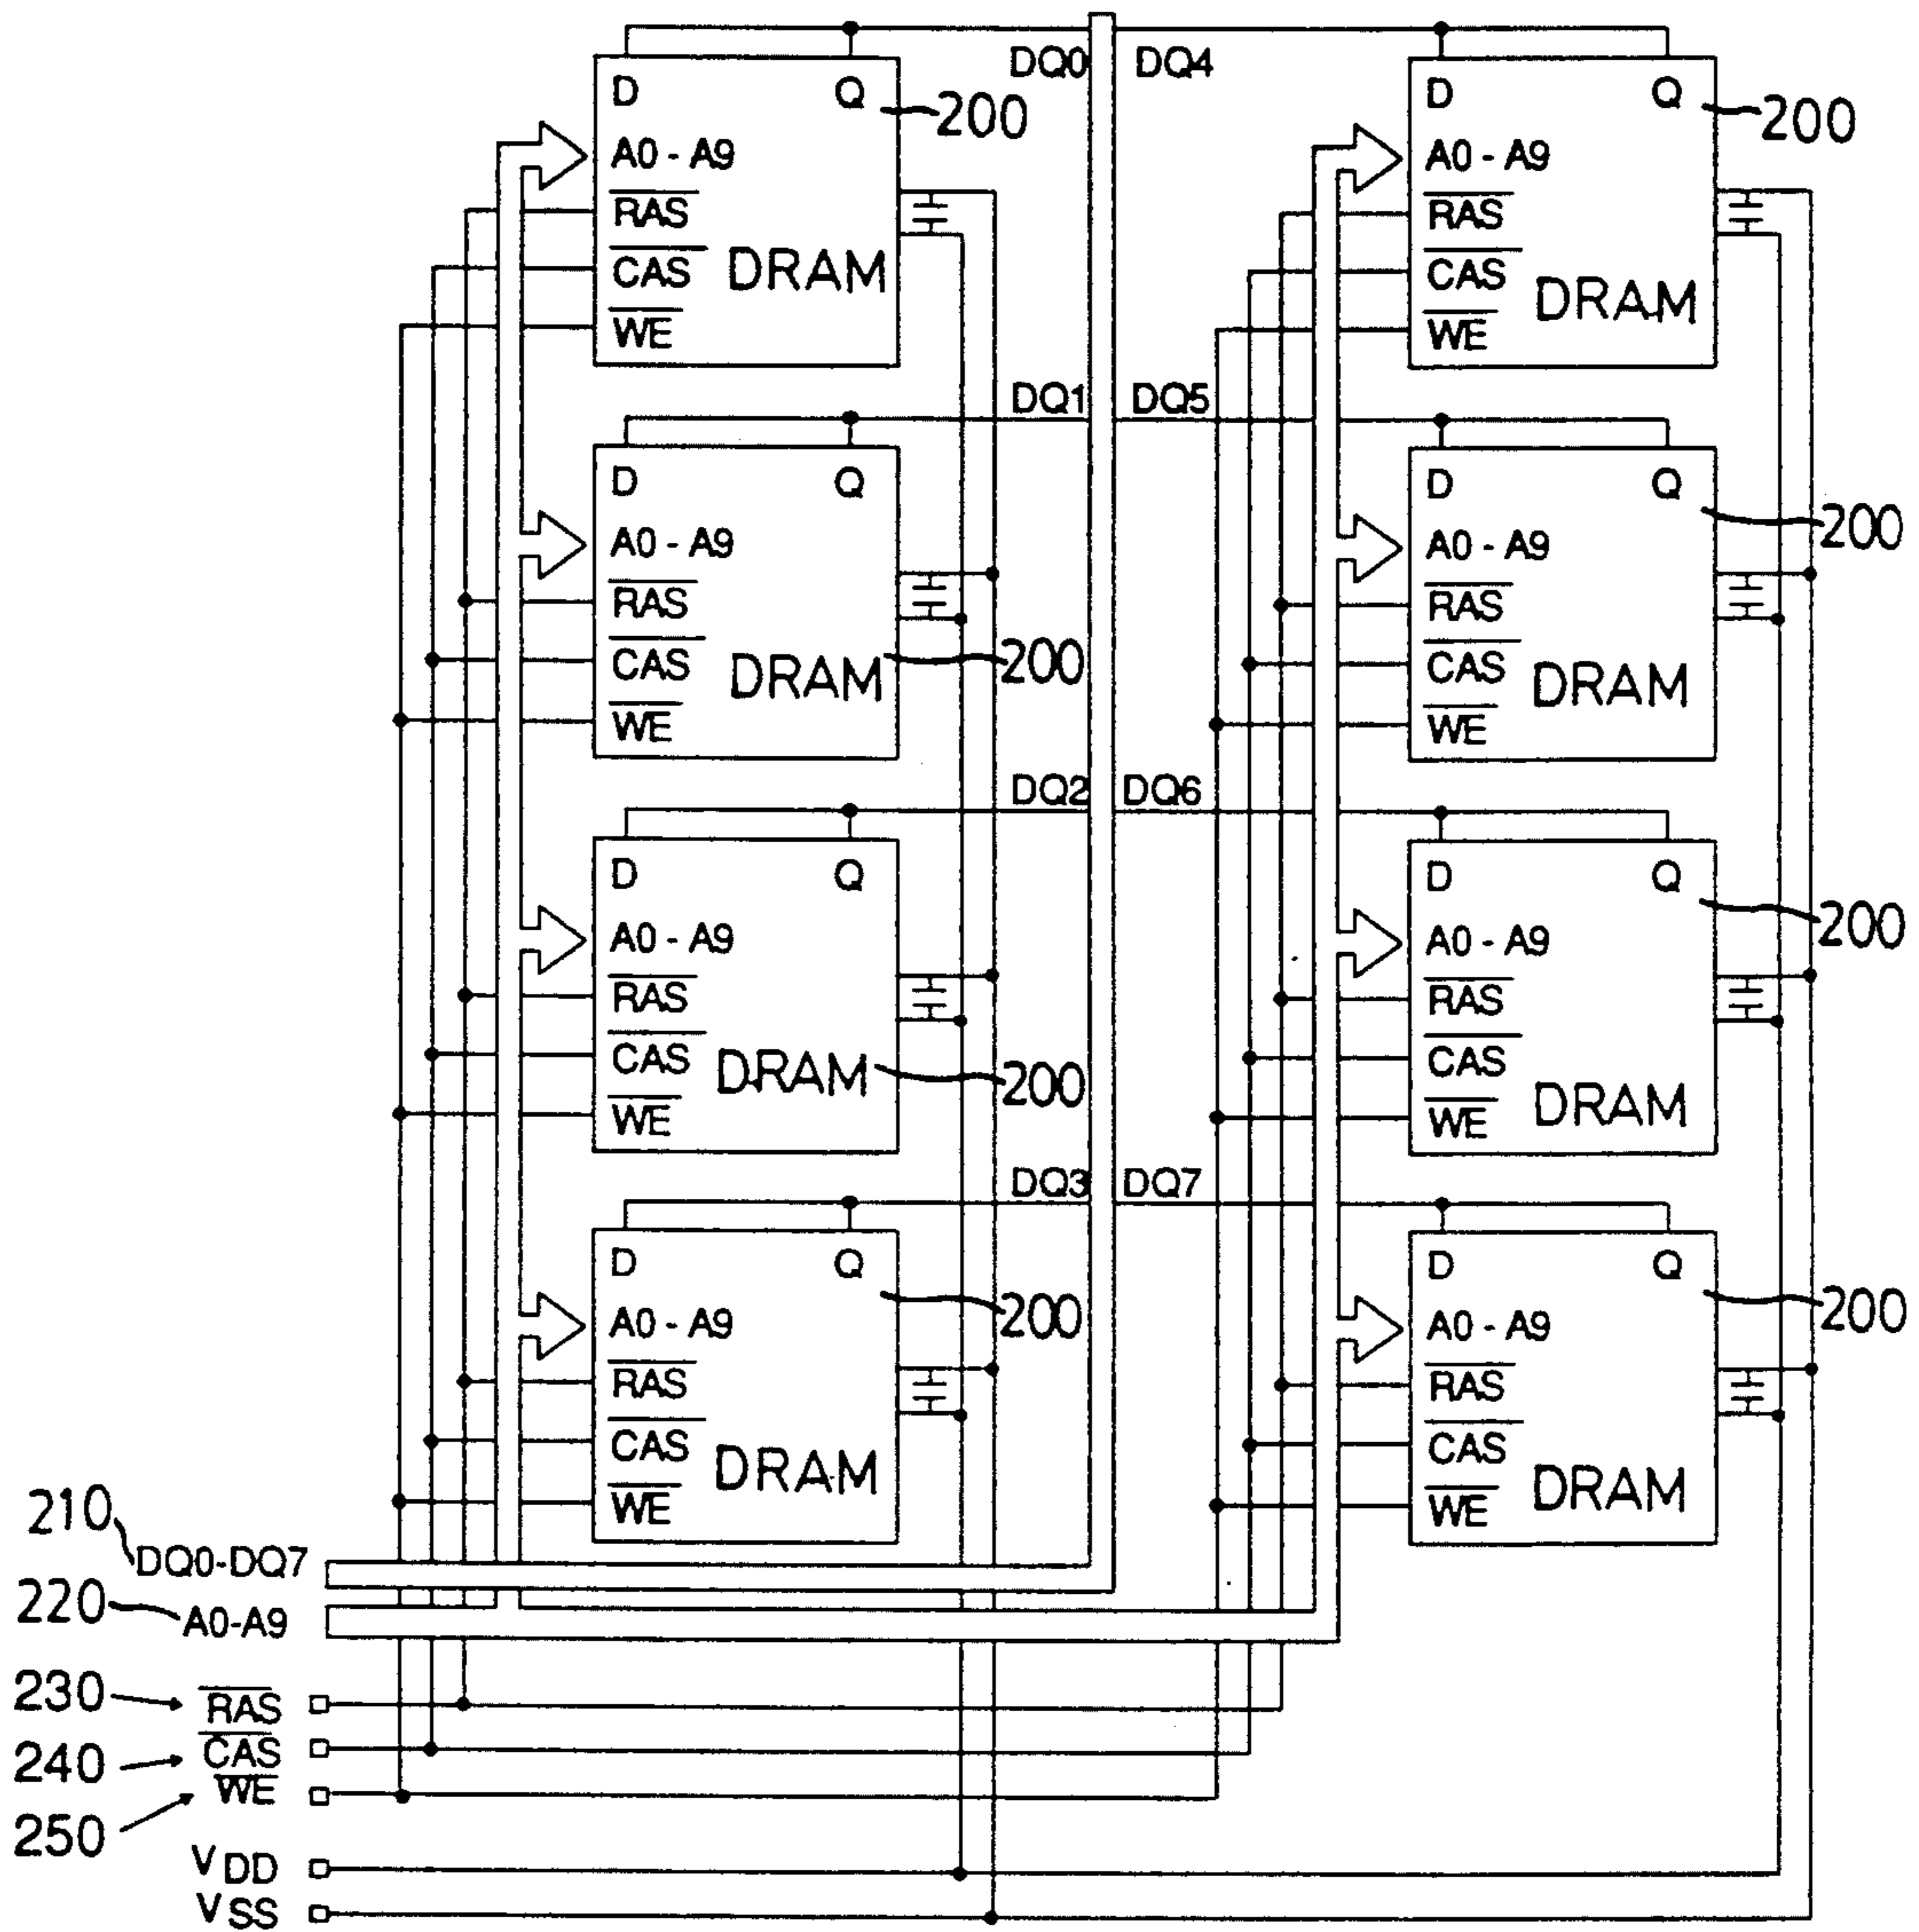 DQ0 DQ4
D Q 200
A0 - A9
RAS
CAS DRAM
WE
D Q 200
A0 - A9
RAS
CAS DRAM
WE
DQ1 DQ5
D Q
A0 - A9
RAS
CAS DRAM 200
WE
D Q 200
A0 - A9
RAS
CAS DRAM
WE
DQ2 DQ6
D Q
A0 - A9
RAS
CAS DRAM 200
WE
D Q 200
A0 - A9
RAS
CAS DRAM
WE
DQ3 DQ7
D Q 200
A0 - A9
RAS
CAS DRAM
WE
D Q 200
A0 - A9
RAS
CAS DRAM
WE
210 DQ0-DQ7
220 A0-A9
230 RAS
240 CAS
250 WE
VDD
VSS